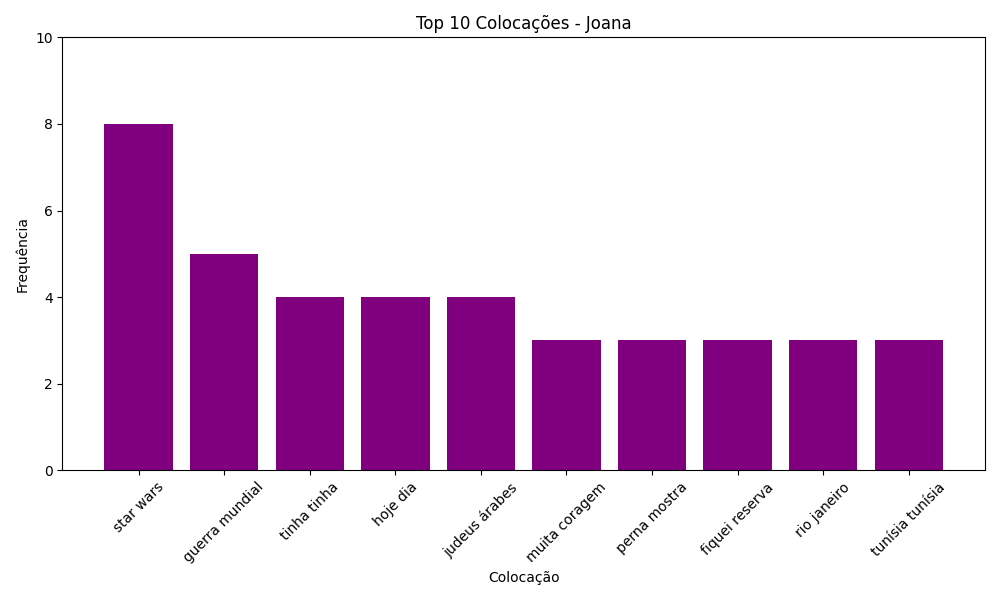 Top 10 Colocações - Joana
Frequência
10
8
6
4
2
0
star wars
guerra mundial
tinha tinha
hoje dia
judeus árabes
muita coragem
perna mostra
fiquei reserva
rio janeiro
tunísia tunísia
Colocação